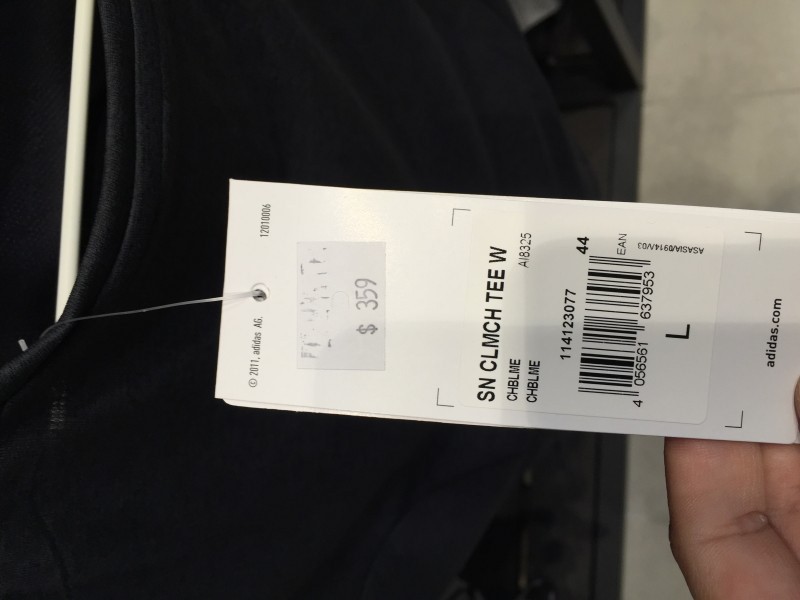 12010006
© 2011. adidas AG.
$ 359
SN CLMCH TEE W
AI8325
CHBLME
CHBLME
114123077
44
EAN
4 056561 637953
L
ASASIA/0914/V03
adidas.com